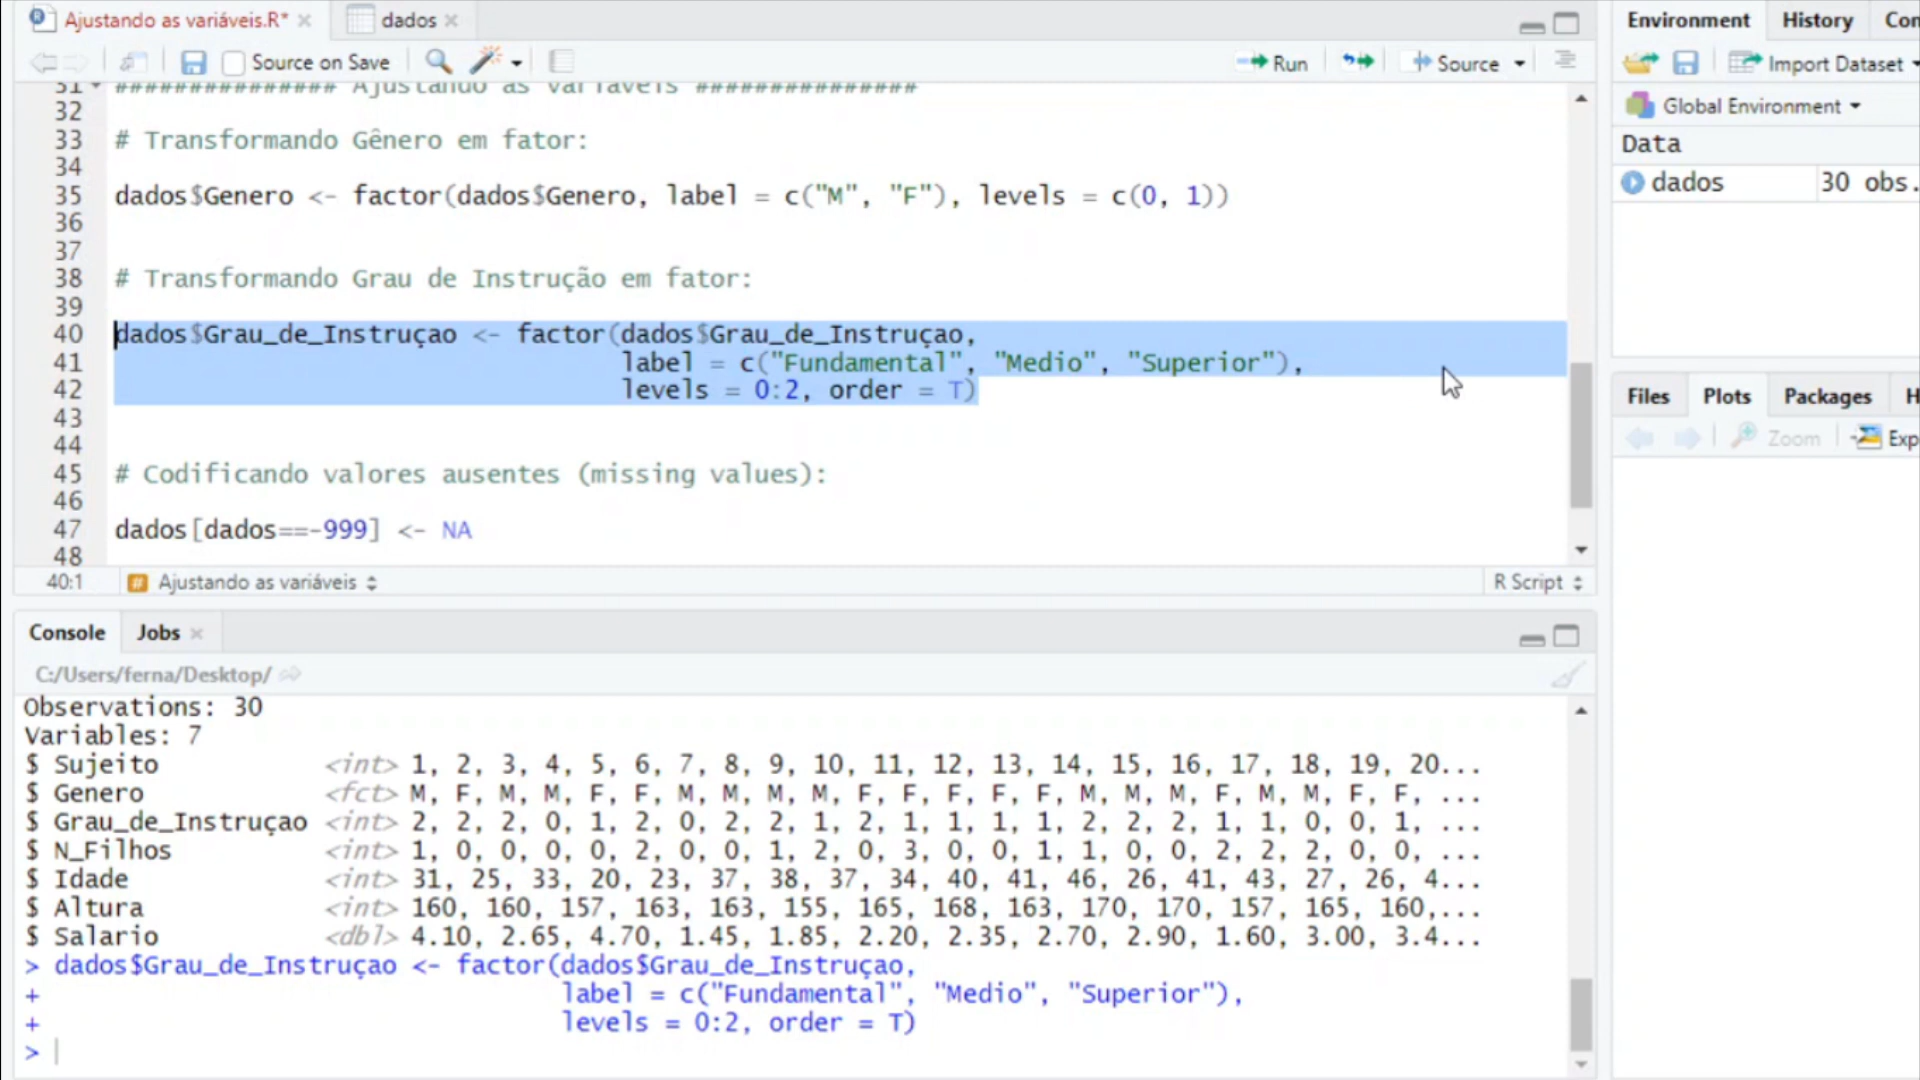 Ajustando as variáveis.R* × dados ×
Source on Save Run Source
31 ############### Ajustando as variáveis ###############
32
33 # Transformando Gênero em fator:
34
35 dados$Genero <- factor(dados$Genero, label = c("M", "F"), levels = c(0, 1))
36
37
38 # Transformando Grau de Instrução em fator:
39
40 dados$Grau_de_Instruçao <- factor(dados$Grau_de_Instruçao,
41 label = c("Fundamental", "Medio", "Superior"),
42 levels = 0:2, order = T)
43
44
45 # Codificando valores ausentes (missing values):
46
47 dados[dados==-999] <- NA
48
40:1 # Ajustando as variáveis R Script
Console Jobs ×
C:/Users/ferna/Desktop/
Observations: 30
Variables: 7
$ Sujeito <int> 1, 2, 3, 4, 5, 6, 7, 8, 9, 10, 11, 12, 13, 14, 15, 16, 17, 18, 19, 20...
$ Genero <fct> M, F, M, M, F, F, M, M, M, M, F, F, F, F, F, M, M, M, F, M, M, F, F, ...
$ Grau_de_Instruçao <int> 2, 2, 2, 0, 1, 2, 0, 2, 2, 1, 2, 1, 1, 1, 1, 2, 2, 2, 1, 1, 0, 0, 1, ...
$ N_Filhos <int> 1, 0, 0, 0, 0, 2, 0, 0, 1, 2, 0, 3, 0, 0, 1, 1, 0, 0, 2, 2, 2, 0, 0, ...
$ Idade <int> 31, 25, 33, 20, 23, 37, 38, 37, 34, 40, 41, 46, 26, 41, 43, 27, 26, 4...
$ Altura <int> 160, 160, 157, 163, 163, 155, 165, 168, 163, 170, 170, 157, 165, 160,...
$ Salario <dbl> 4.10, 2.65, 4.70, 1.45, 1.85, 2.20, 2.35, 2.70, 2.90, 1.60, 3.00, 3.4...
> dados$Grau_de_Instruçao <- factor(dados$Grau_de_Instruçao,
+ label = c("Fundamental", "Medio", "Superior"),
+ levels = 0:2, order = T)
>
Environment History Con
Import Dataset
Global Environment
Data
dados 30 obs.
Files Plots Packages H
Zoom Exp